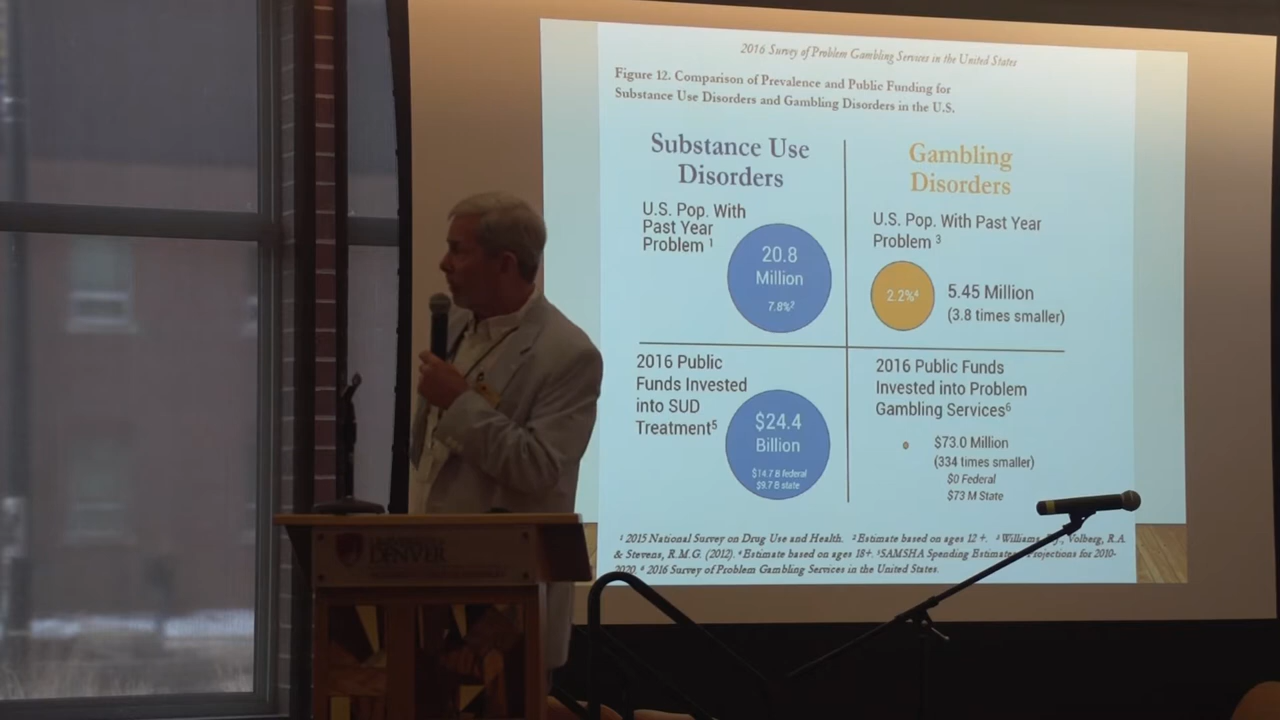 2016 Survey of Problem Gambling Services in the United States
Figure 12. Comparison of Prevalence and Public Funding for
Substance Use Disorders and Gambling Disorders in the U.S.
Substance Use
Disorders
U.S. Pop. With
Past Year
Problem 1
20.8
Million
7.8%2
Gambling
Disorders
U.S. Pop. With Past Year
Problem 3
2.2%4
5.45 Million
(3.8 times smaller)
2016 Public
Funds Invested
into SUD
Treatment5
$24.4
Billion
$14.7 B federal
$9.7 B state
2016 Public Funds
Invested into Problem
Gambling Services6
$73.0 Million
(334 times smaller)
$0 Federal
$73 M State
1 2015 National Survey on Drug Use and Health. 2Estimate based on ages 12 +. 3 Williams, Volberg, R.A.
& Stevens, R.M.G. (2012). 4Estimate based on ages 18+. 5SAMSHA Spending Estimates Projections for 2010-
2020. 6 2016 Survey of Problem Gambling Services in the United States.
DENVER